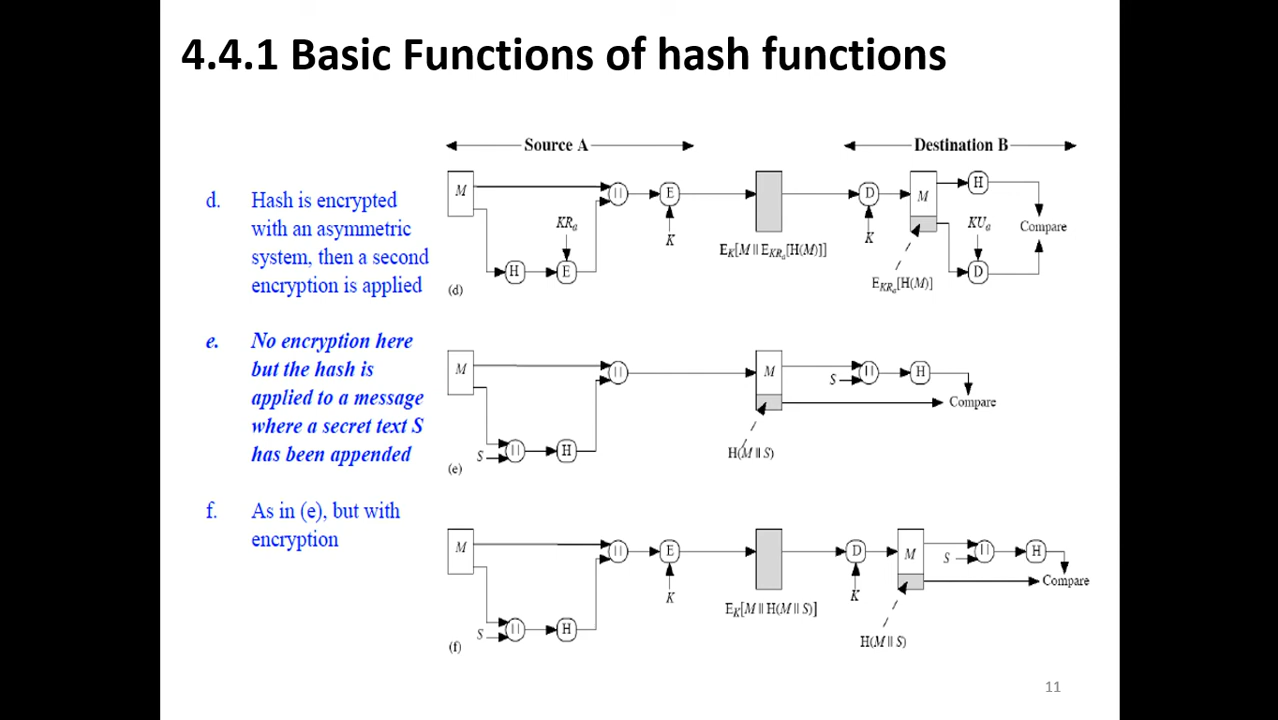 4.4.1 Basic Functions of hash functions
Source A
Destination B
d. Hash is encrypted
with an asymmetric
system, then a second
encryption is applied
M
||
E
K
H
KRa
E
EK[M || EKRa[H(M)]]
D
K
M
H
KUa
D
Compare
EKRa[H(M)]
(d)
e. No encryption here
but the hash is
applied to a message
where a secret text S
has been appended
M
||
S
||
H
M
H(M || S)
S
||
H
Compare
(e)
f. As in (e), but with
encryption
M
||
E
K
S
||
H
EK[M || H(M || S)]
D
K
M
S
||
H
Compare
H(M || S)
(f)
11